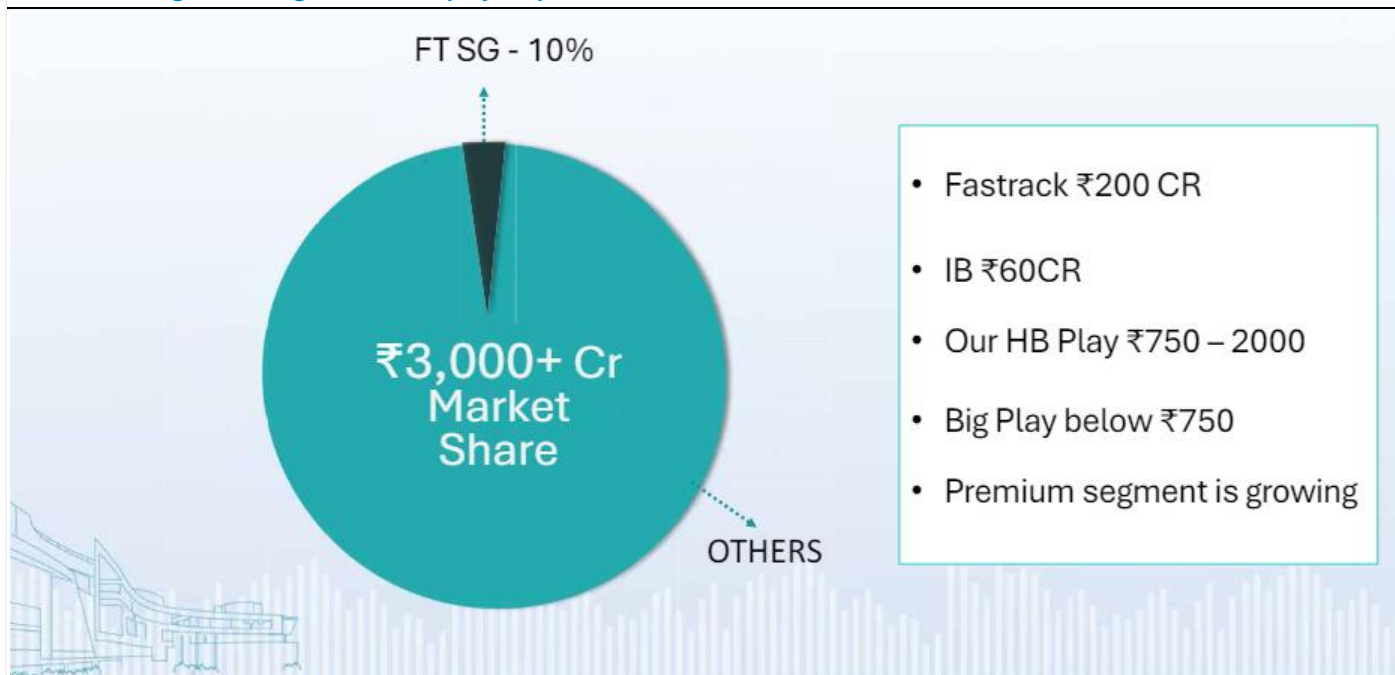 FT SG - 10%
₹3,000+ Cr
Market
Share
OTHERS
• Fastrack ₹200 CR
• IB ₹60CR
• Our HB Play ₹750 – 2000
• Big Play below ₹750
• Premium segment is growing